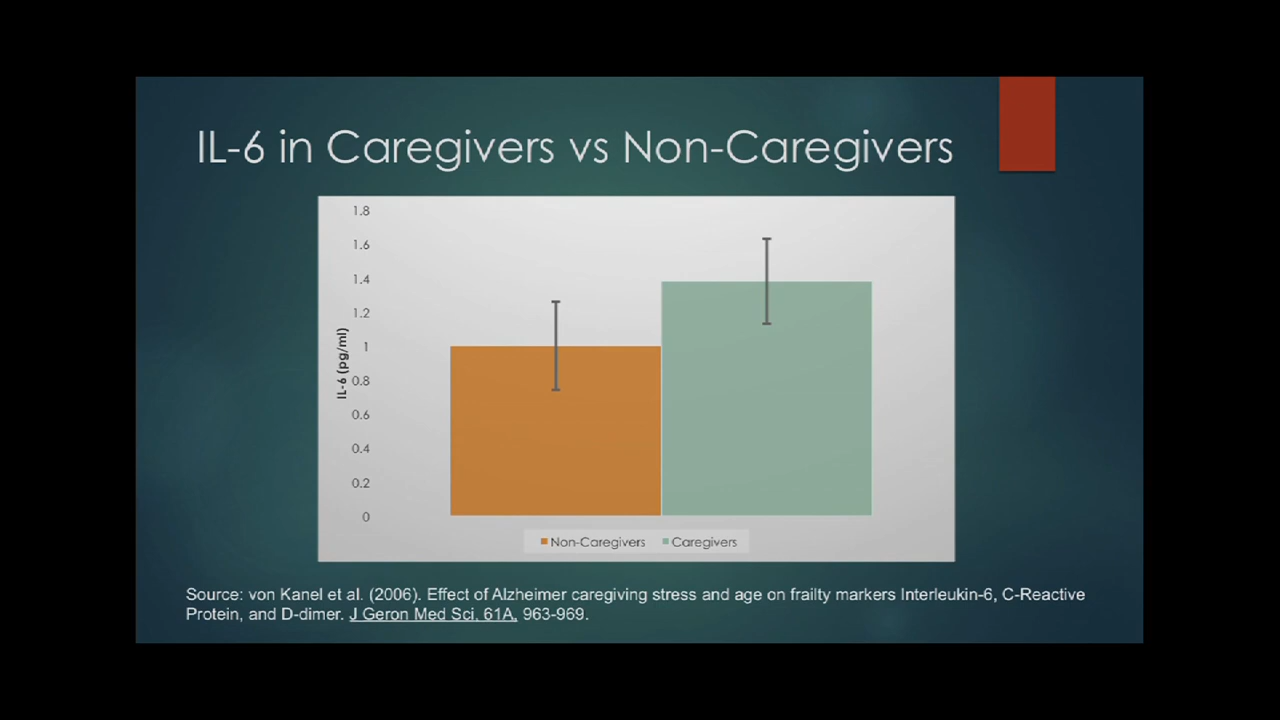 IL-6 in Caregivers vs Non-Caregivers
1.8
1.6
1.4
1.2
1
0.8
0.6
0.4
0.2
0
IL-6 (pg/ml)
Non-Caregivers Caregivers
Source: von Kanel et al. (2006). Effect of Alzheimer caregiving stress and age on frailty markers Interleukin-6, C-Reactive
Protein, and D-dimer. J Geron Med Sci, 61A, 963-969.